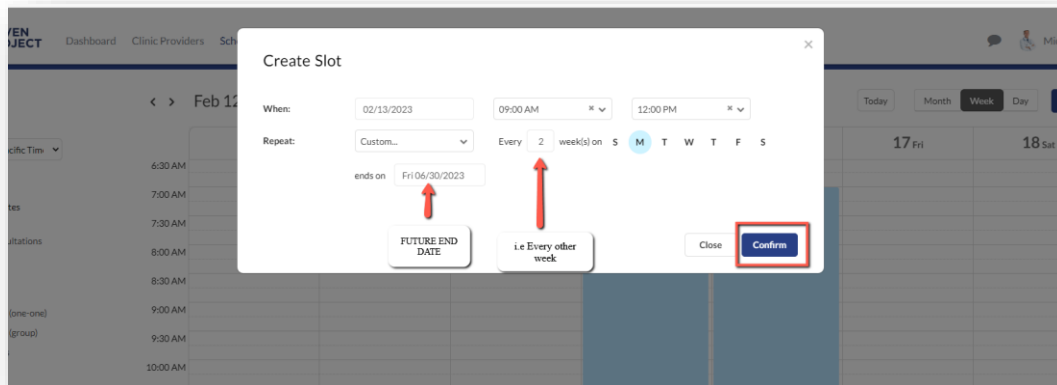 VEN
OJECT
Dashboard Clinic Providers Sch
Mi
Create Slot
×
‹ › Feb 12
Today Month Week Day
When: 02/13/2023 09:00 AM × 12:00 PM ×
Repeat: Custom... Every 2 week(s) on S M T W T F S
17 Fri 18 Sat
cific Time
6:30 AM
ends on Fri 06/30/2023
7:00 AM
tes
7:30 AM
FUTURE END
DATE
i.e Every other
week
ultations
Close Confirm
8:00 AM
8:30 AM
(one-one)
9:00 AM
(group)
9:30 AM
10:00 AM